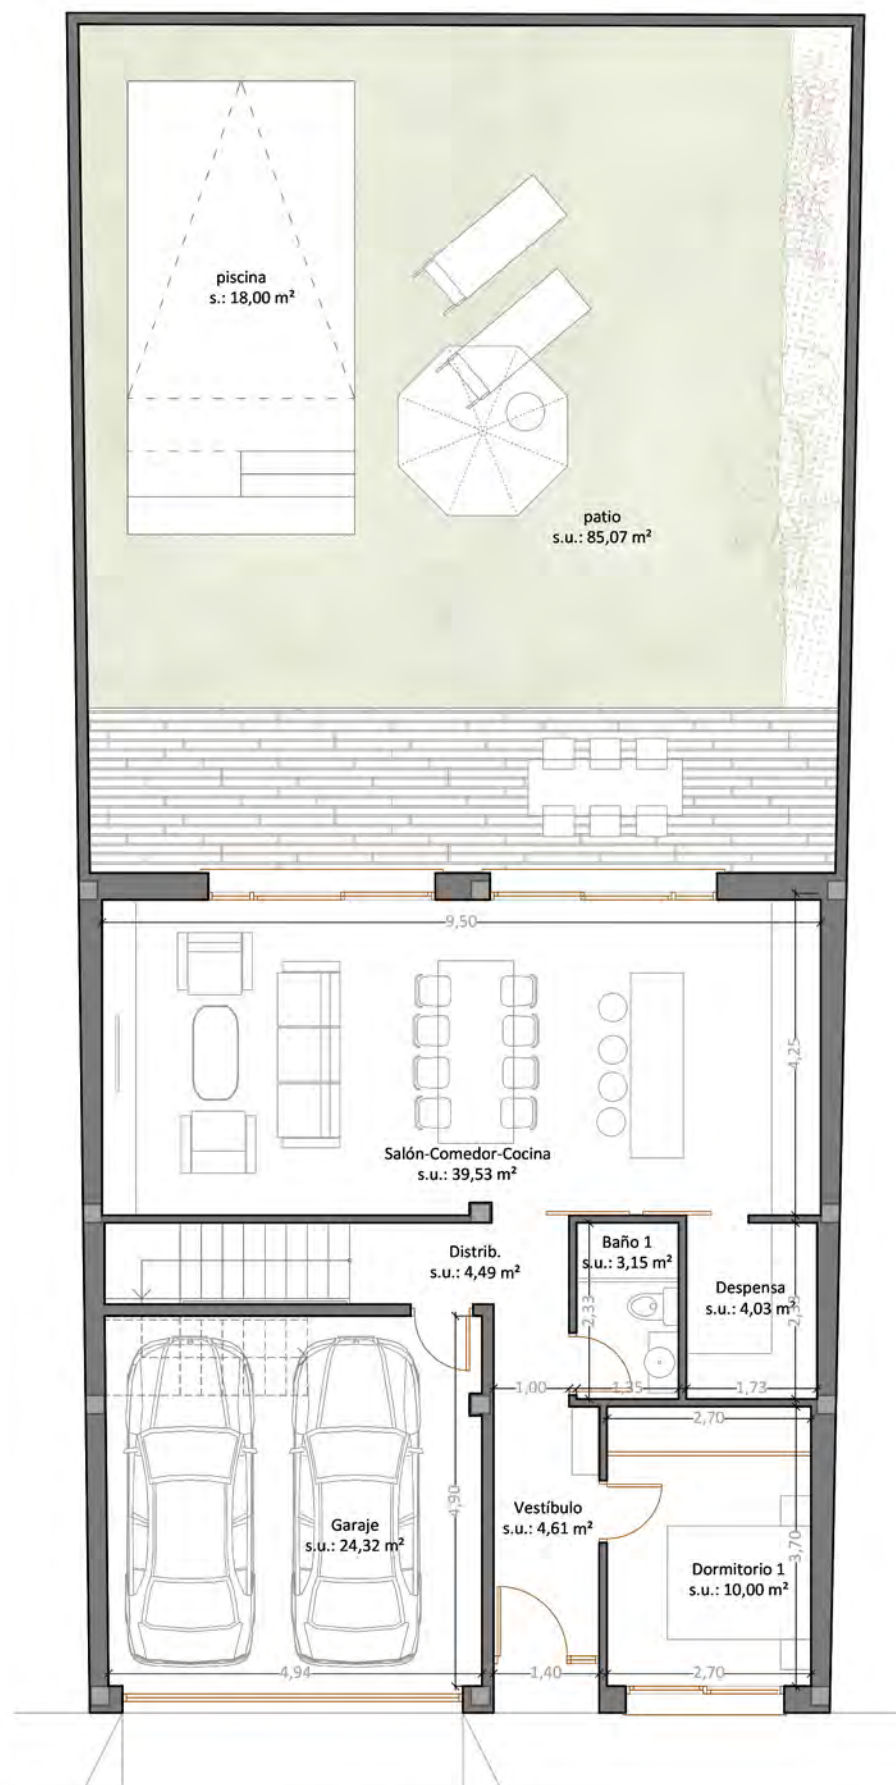 piscina
s.: 18,00 m²
patio
s.u.: 85,07 m²
9,50
4,25
Salón-Comedor-Cocina
s.u.: 39,53 m²
Distrib.
s.u.: 4,49 m²
Baño 1
s.u.: 3,15 m²
Despensa
s.u.: 4,03 m²
2,33
2,33
1,00
1,35
1,73
2,70
4,90
Garaje
s.u.: 24,32 m²
Vestíbulo
s.u.: 4,61 m²
3,70
Dormitorio 1
s.u.: 10,00 m²
4,94
1,40
2,70